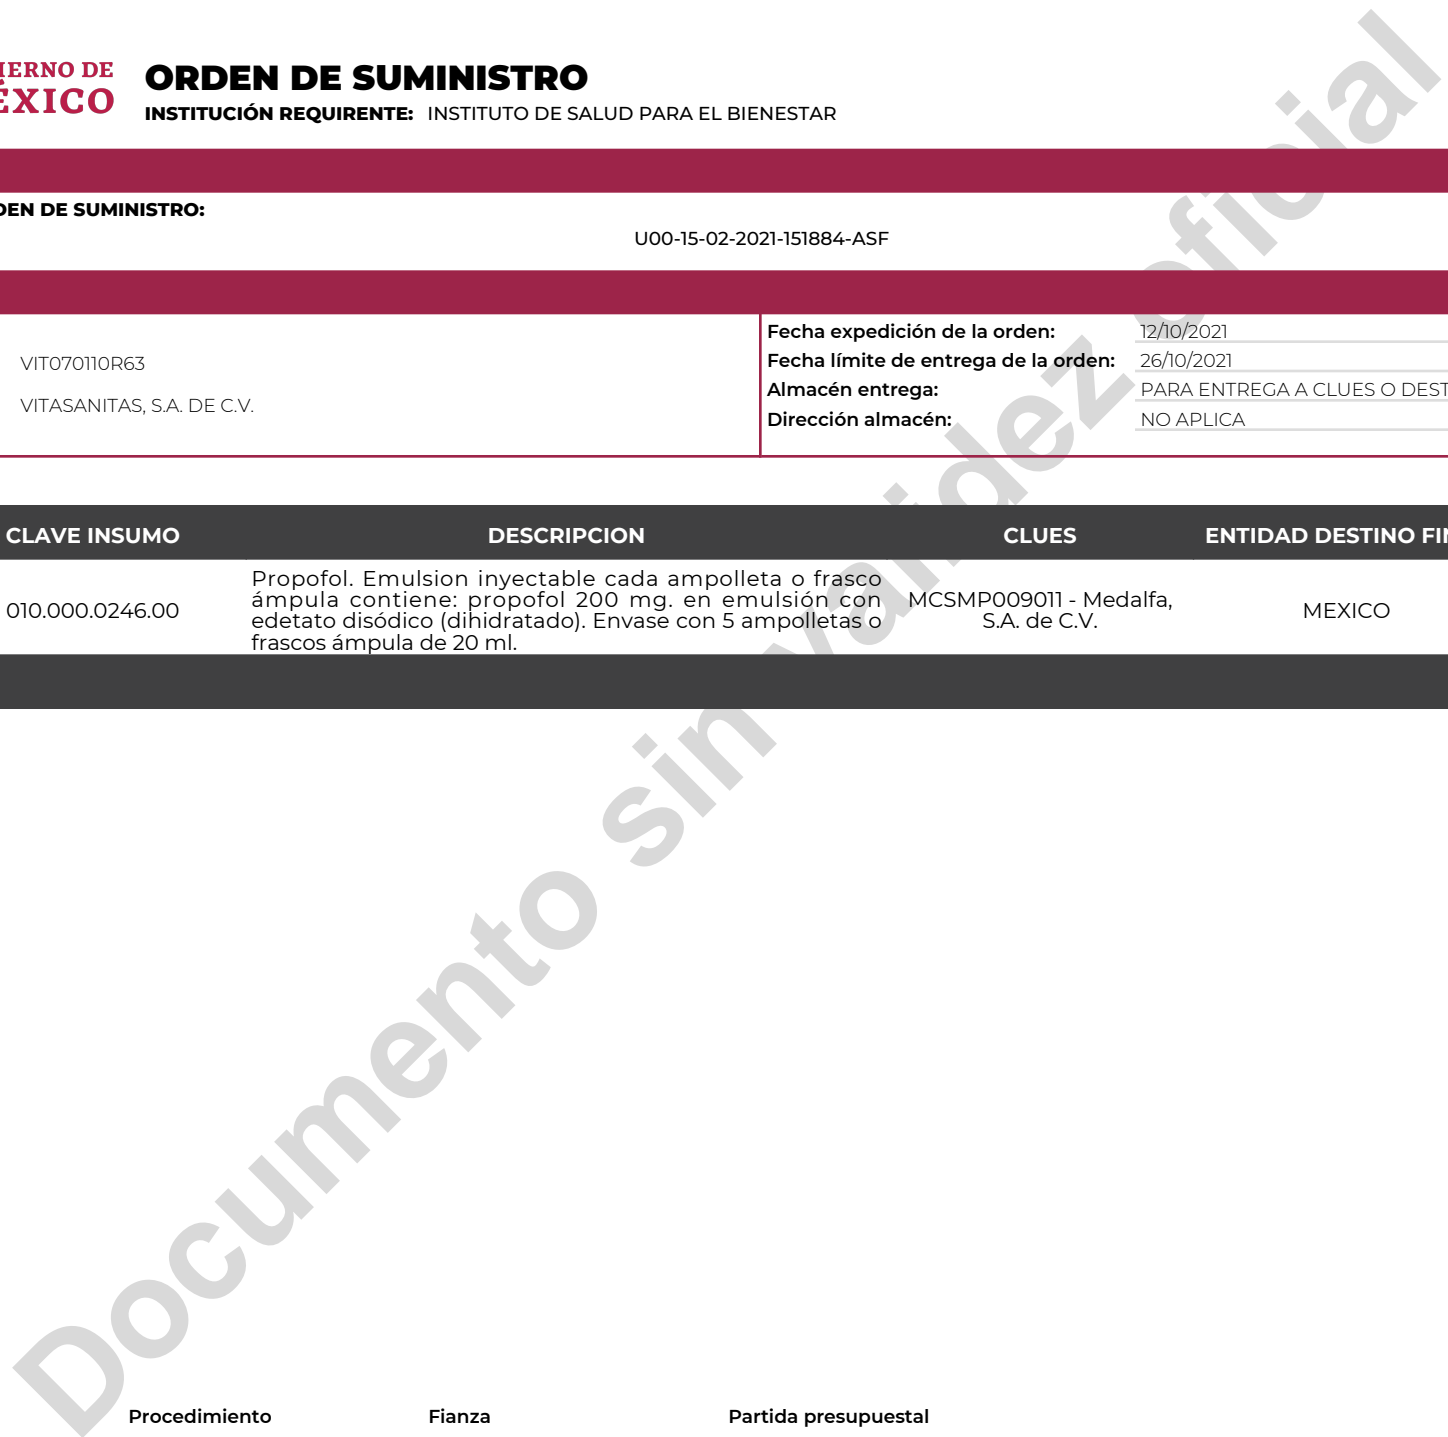 IERNO DE
ÉXICO
ORDEN DE SUMINISTRO
INSTITUCIÓN REQUIRENTE: INSTITUTO DE SALUD PARA EL BIENESTAR
DEN DE SUMINISTRO:
U00-15-02-2021-151884-ASF
VIT070110R63
VITASANITAS, S.A. DE C.V.
Fecha expedición de la orden: 12/10/2021
Fecha límite de entrega de la orden: 26/10/2021
Almacén entrega: PARA ENTREGA A CLUES O DEST
Dirección almacén: NO APLICA
CLAVE INSUMO DESCRIPCION CLUES ENTIDAD DESTINO FIN
010.000.0246.00
Propofol. Emulsion inyectable cada ampolleta o frasco
ámpula contiene: propofol 200 mg. en emulsión con
edetato disódico (dihidratado). Envase con 5 ampolletas o
frascos ámpula de 20 ml.
MCSMP009011 - Medalfa,
S.A. de C.V.
MEXICO
Documento sin validez oficial
Procedimiento Fianza Partida presupuestal